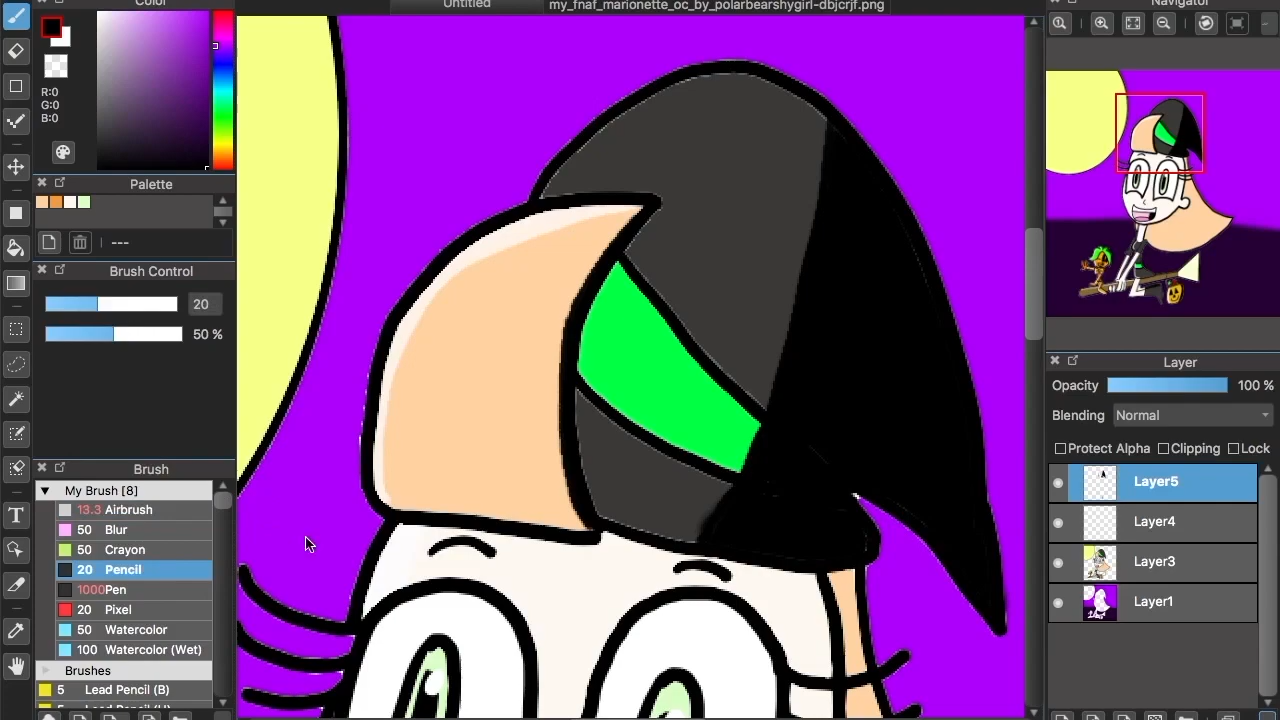 Color
Untitled
my_fnaf_marionette_oc_by_polarbearshygirl-dbjcrjf.png
Navigator
R:0
G:0
B:0
Palette
---
Brush Control
20
50 %
Brush
My Brush [8]
13.3 Airbrush
50 Blur
50 Crayon
20 Pencil
1000Pen
20 Pixel
50 Watercolor
100 Watercolor (Wet)
Brushes
5 Lead Pencil (B)
T
Layer
Opacity 100 %
Blending Normal
Protect Alpha Clipping Lock
Layer5
Layer4
Layer3
Layer1